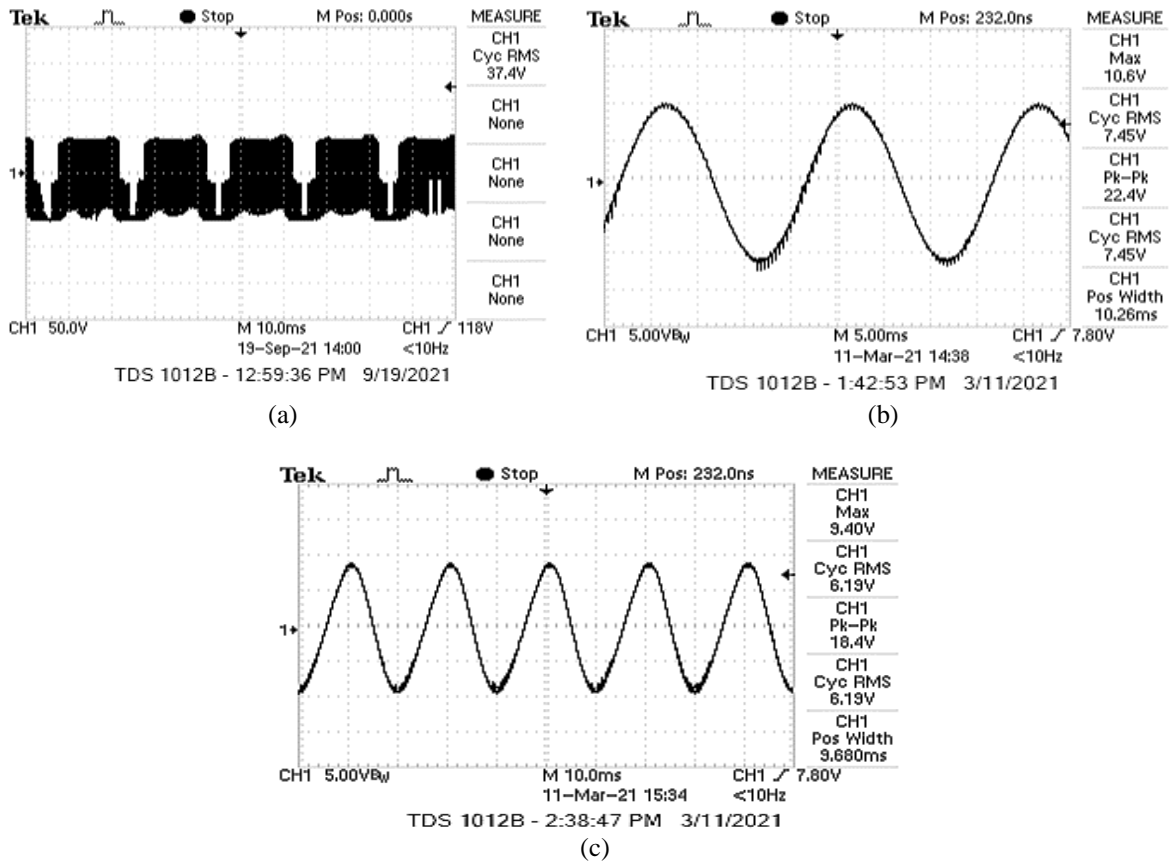 Tek Stop M Pos: 0.000s MEASURE
CH1
Cyc RMS
37.4V
CH1
None
CH1
None
CH1
None
CH1
None
1
CH1 50.0V M 10.0ms CH1 118V
19-Sep-21 14:00 <10Hz
TDS 1012B - 12:59:36 PM 9/19/2021
(a)
Tek Stop M Pos: 232.0ns MEASURE
CH1
Max
10.6V
CH1
Cyc RMS
7.45V
CH1
Pk-Pk
22.4V
CH1
Cyc RMS
7.45V
CH1
Pos Width
10.26ms
1
CH1 5.00VBW M 5.00ms CH1 7.80V
11-Mar-21 14:38 <10Hz
TDS 1012B - 1:42:53 PM 3/11/2021
(b)
Tek Stop M Pos: 232.0ns MEASURE
CH1
Max
9.40V
CH1
Cyc RMS
6.19V
CH1
Pk-Pk
18.4V
CH1
Cyc RMS
6.19V
CH1
Pos Width
9.680ms
1
CH1 5.00VBW M 10.0ms CH1 7.80V
11-Mar-21 15:34 <10Hz
TDS 1012B - 2:38:47 PM 3/11/2021
(c)